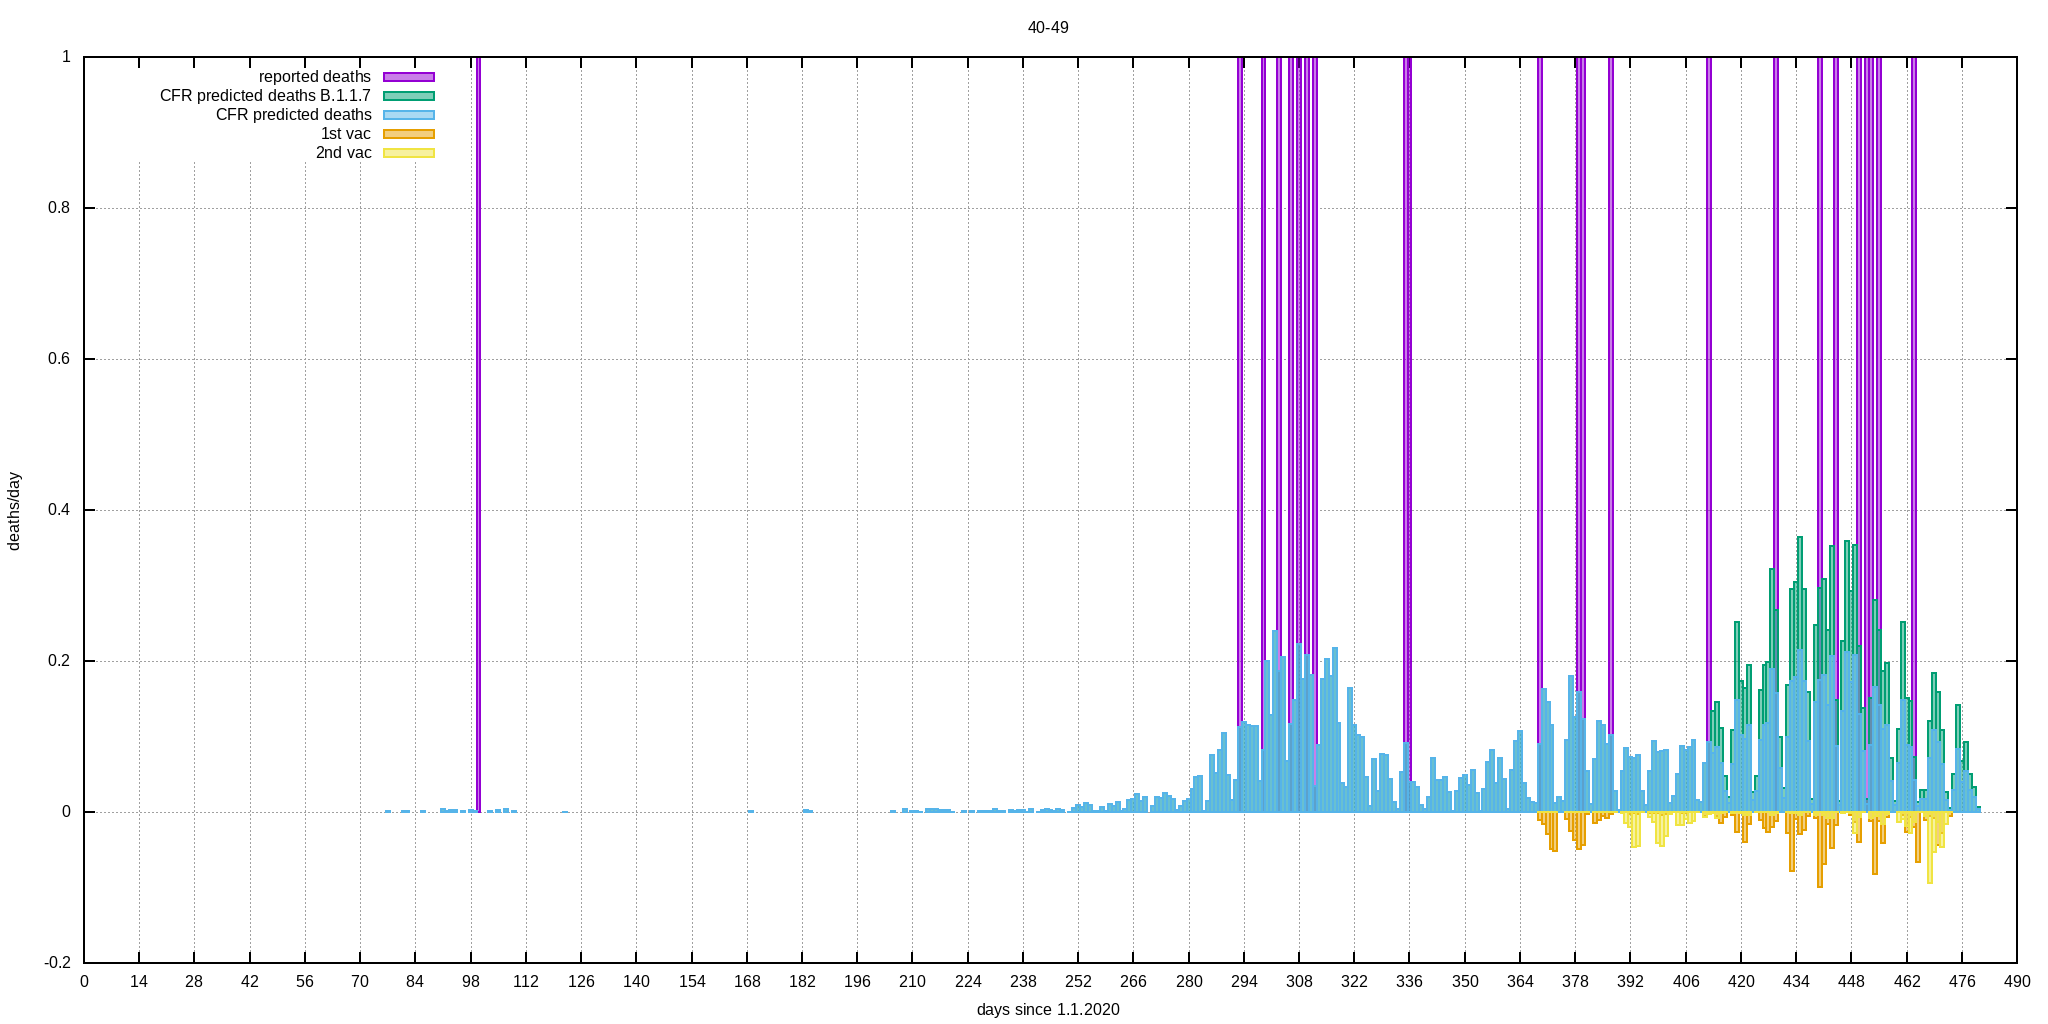 40-49
1
reported deaths
CFR predicted deaths B.1.1.7
CFR predicted deaths
1st vac
2nd vac
0.8
0.6
0.4
0.2
0
-0.2
deaths/day
0 14 28 42 56 70 84 98 112 126 140 154 168 182 196 210 224 238 252 266 280 294 308 322 336 350 364 378 392 406 420 434 448 462 476 490
days since 1.1.2020